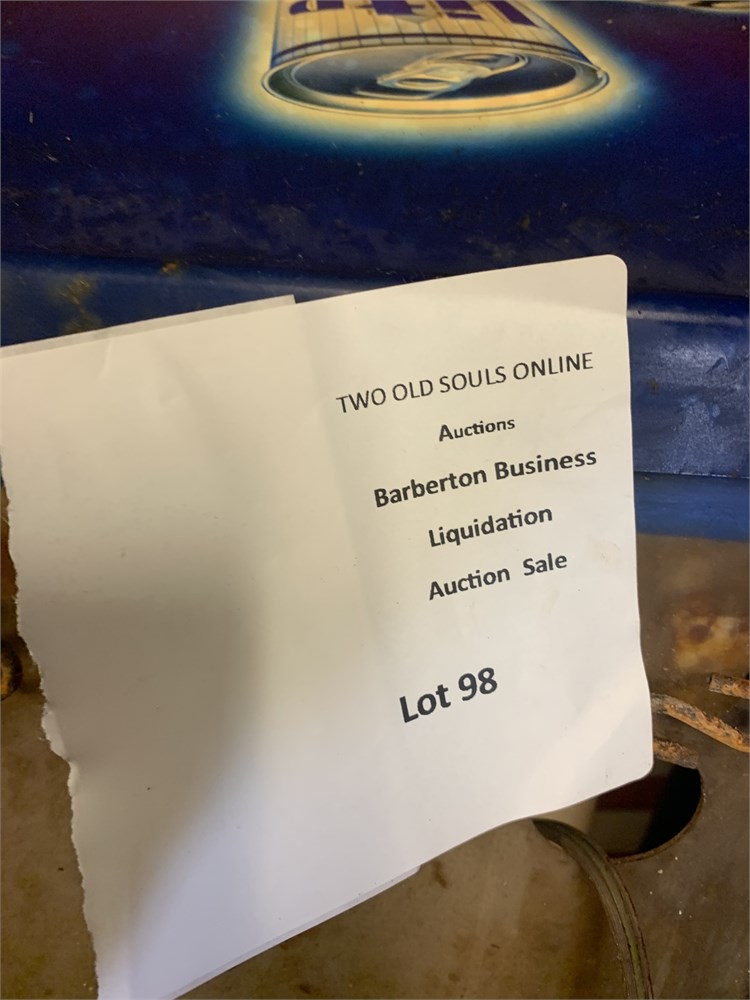 TWO OLD SOULS ONLINE
Auctions
Barberton Business
Liquidation
Auction Sale
Lot 98